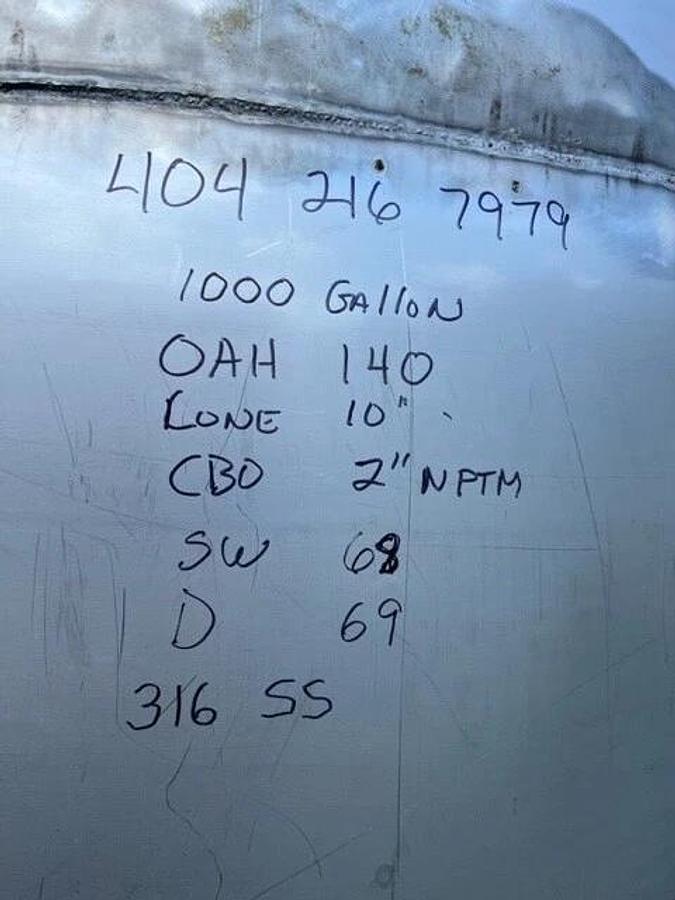 404 216 7979
1000 GAllON
OAH 140
CONE 10"
CBO 2" NPTM
SW 68
D 69
316 SS